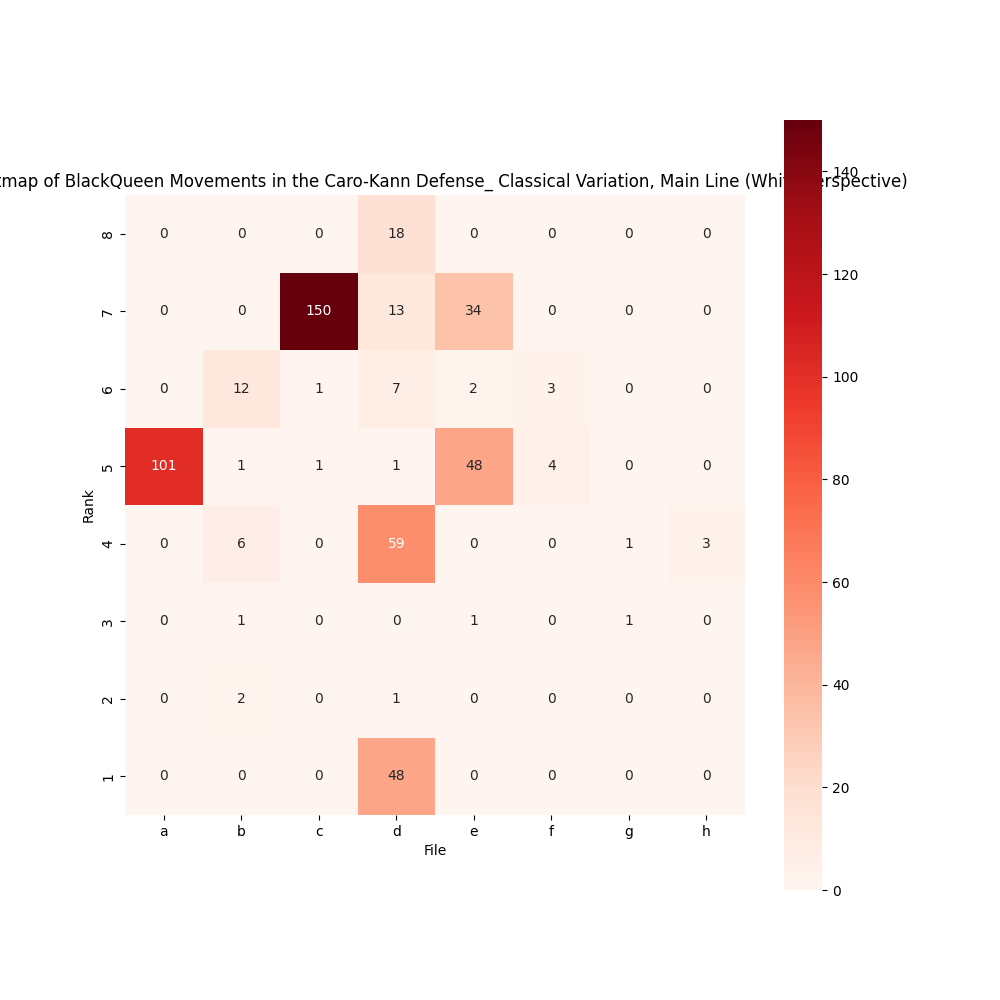 tmap of BlackQueen Movements in the Caro-Kann Defense_ Classical Variation, Main Line (Whi erspective)
8 0 0 0 18 0 0 0 0
7 0 0 150 13 34 0 0 0
6 0 12 1 7 2 3 0 0
5 101 1 1 1 48 4 0 0
4 0 6 0 59 0 0 1 3
3 0 1 0 0 1 0 1 0
2 0 2 0 1 0 0 0 0
1 0 0 0 48 0 0 0 0
a b c d e f g h
File
Rank
140
120
100
80
60
40
20
0